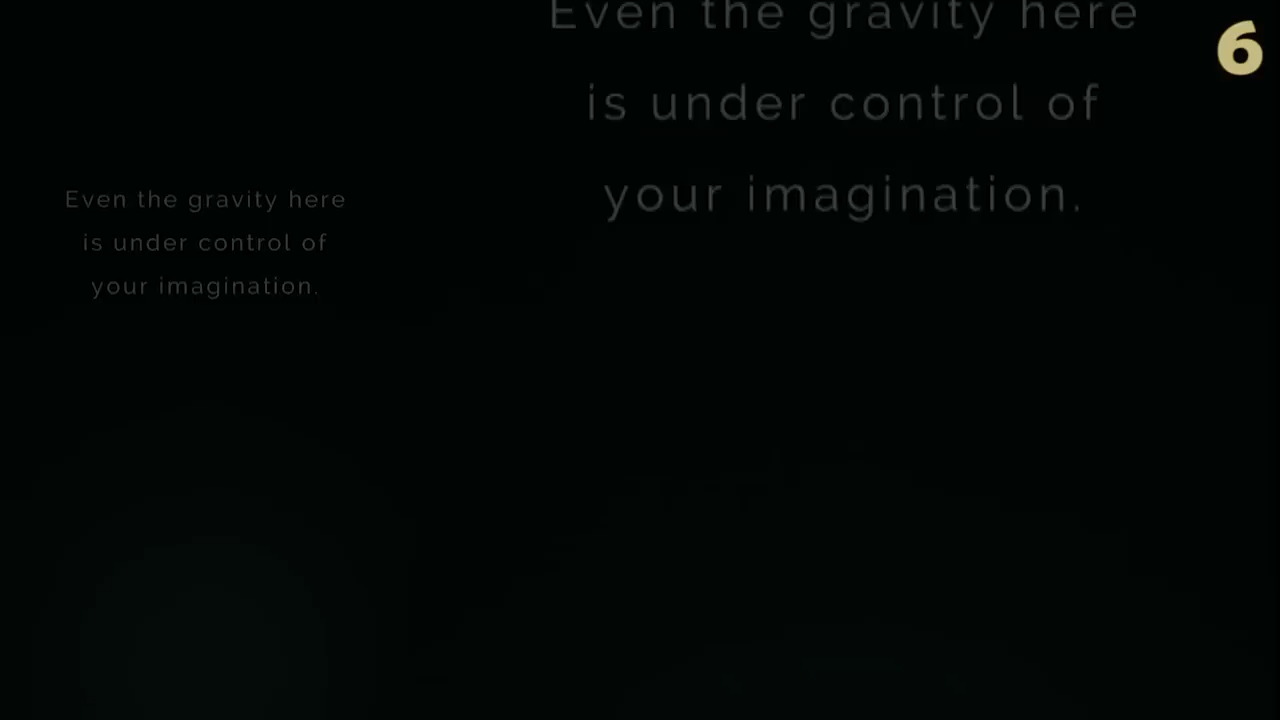 Even the gravity here
is under control of
your imagination.
Even the gravity here
is under control of
your imagination.
6